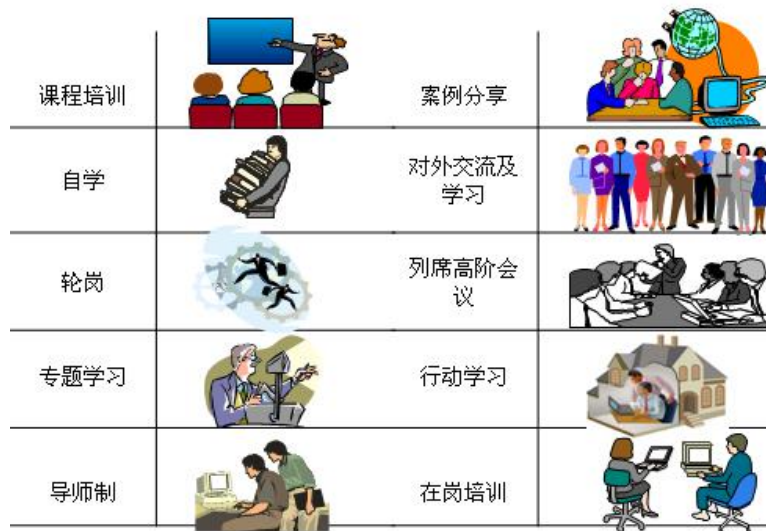 课程培训
案例分享
自学
对外交流及
学习
轮岗
列席高阶会
议
专题学习
行动学习
导师制
在岗培训